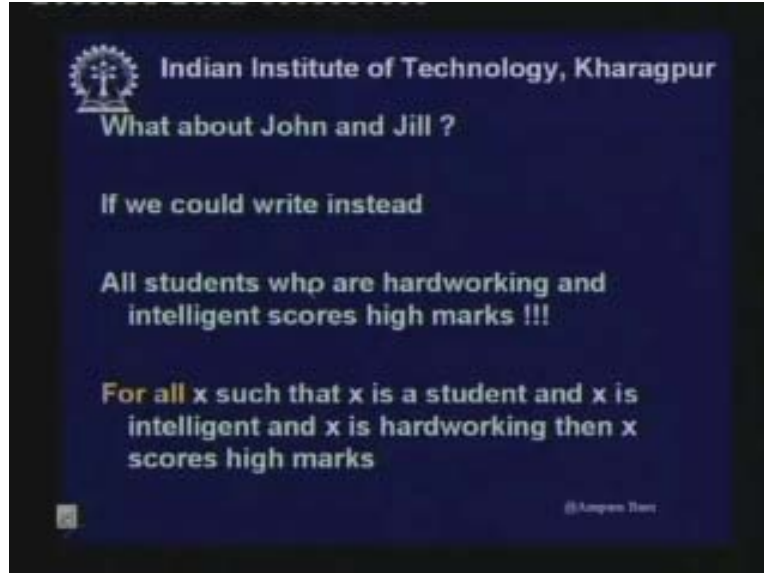 Indian Institute of Technology, Kharagpur
What about John and Jill ?
If we could write instead
All students who are hardworking and
intelligent scores high marks !!!
For all x such that x is a student and x is
intelligent and x is hardworking then x
scores high marks